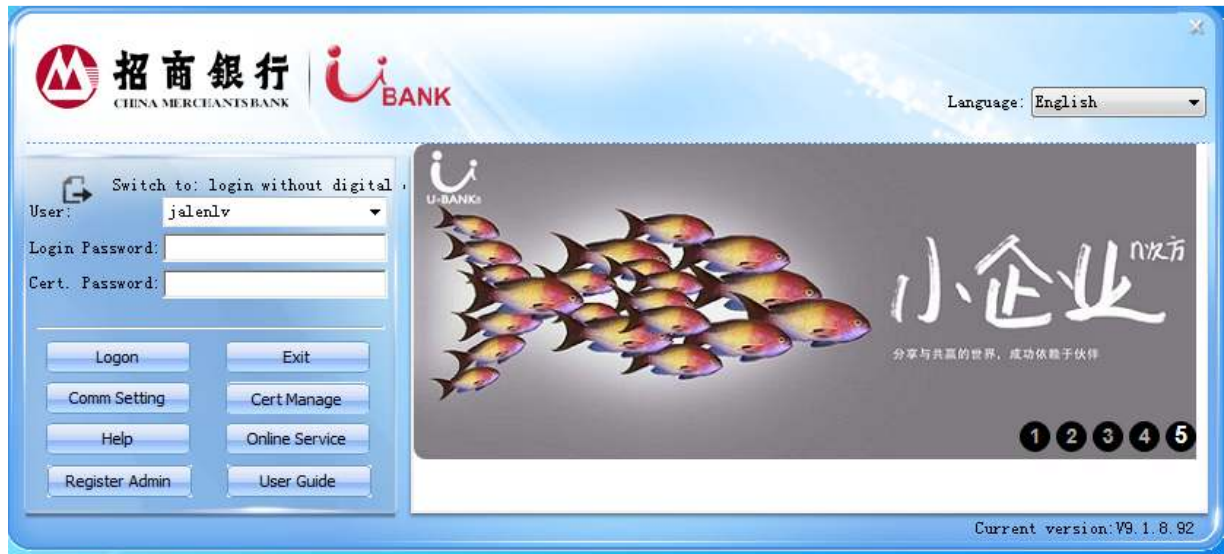 招商银行
CHINA MERCHANTS BANK
BANK
Language: English
Switch to: login without digital
User: jalenlv
Login Password:
Cert. Password:
Logon
Exit
Comm Setting
Cert Manage
Help
Online Service
Register Admin
User Guide
U-BANK8
小企业n次方
分享与共赢的世界，成功依赖于伙伴
1 2 3 4 5
Current version:V9.1.8.92